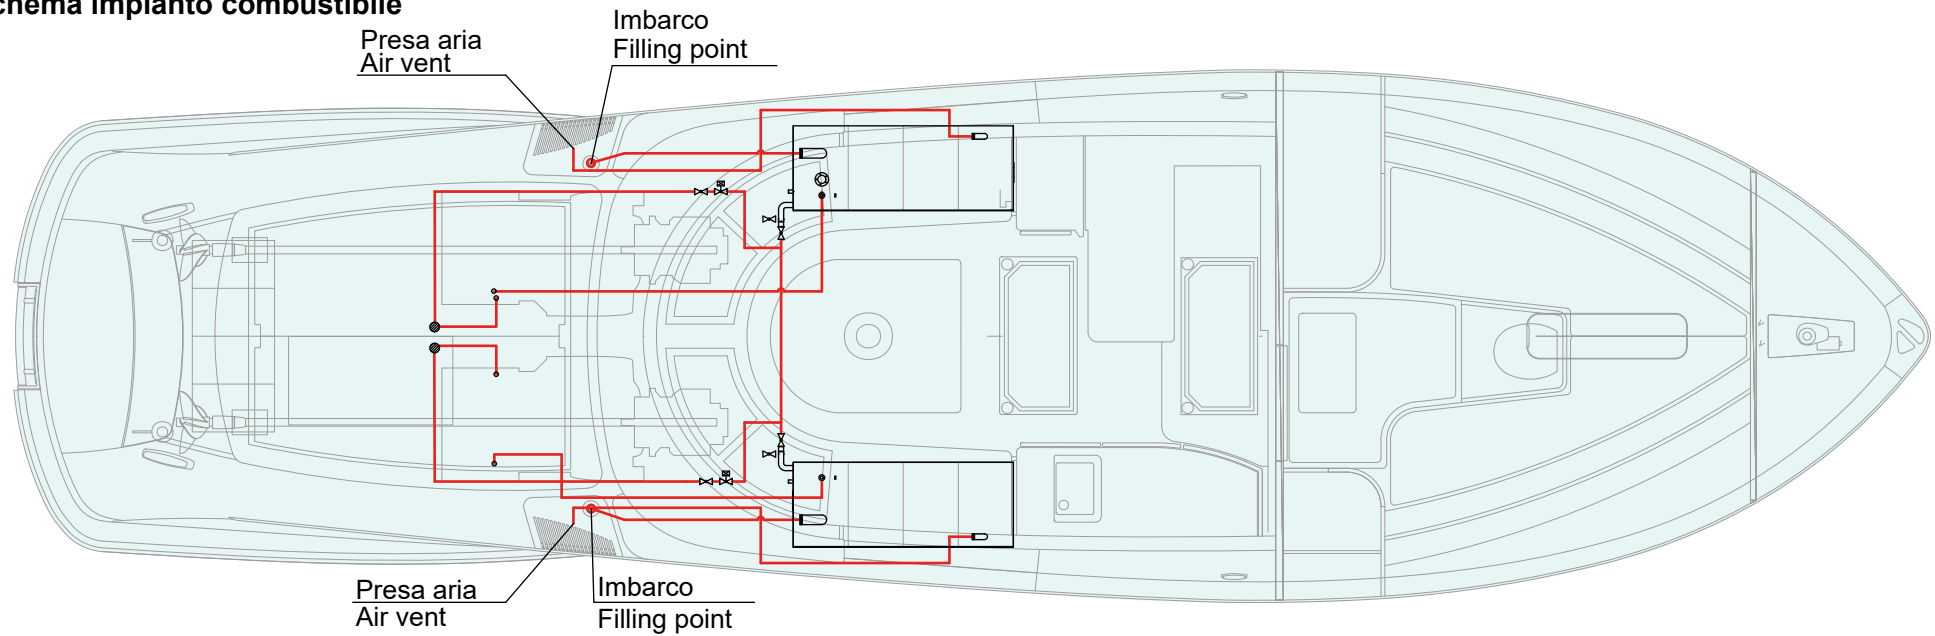 chema impianto combustibile
Imbarco
Filling point
Presa aria
Air vent
Presa aria
Air vent
Imbarco
Filling point